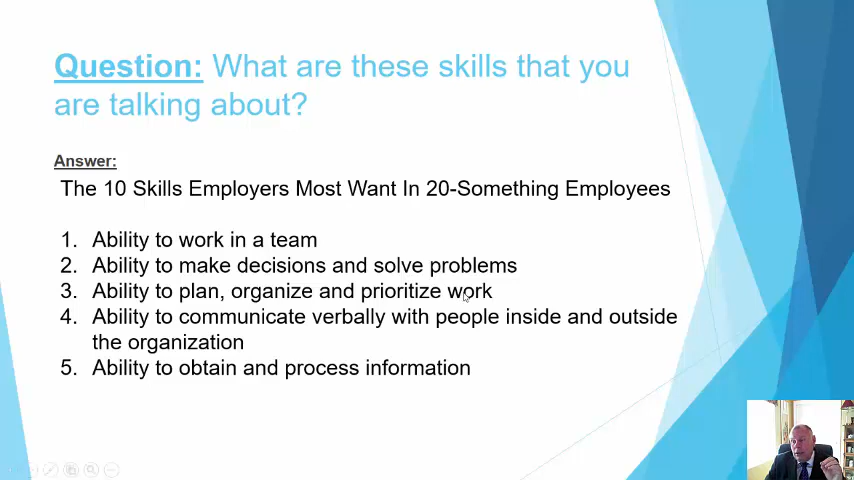 Question: What are these skills that you
are talking about?
Answer:
The 10 Skills Employers Most Want In 20-Something Employees
1. Ability to work in a team
2. Ability to make decisions and solve problems
3. Ability to plan, organize and prioritize work
4. Ability to communicate verbally with people inside and outside
the organization
5. Ability to obtain and process information